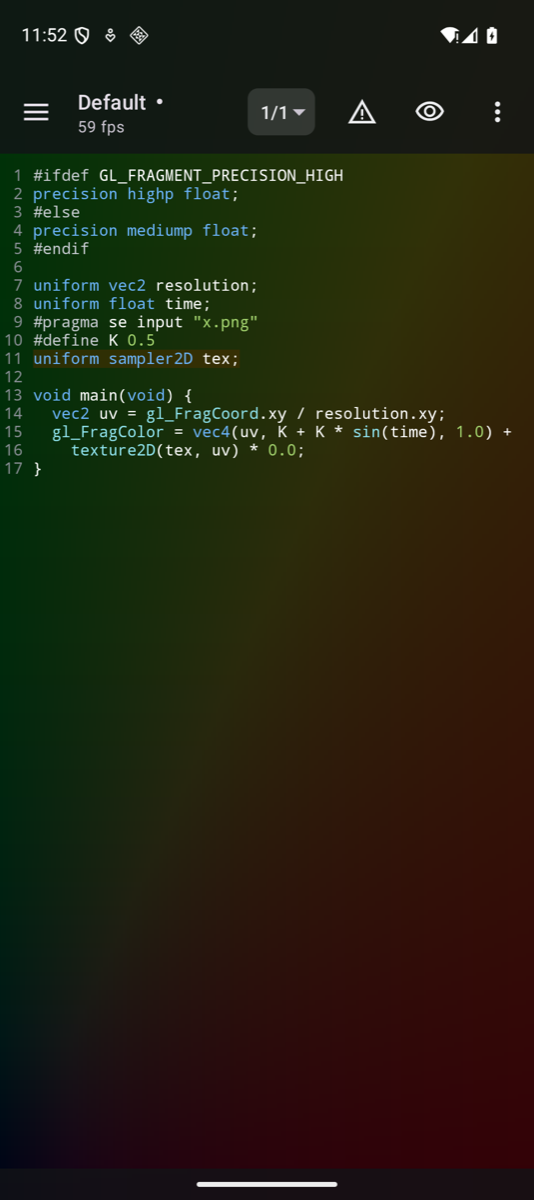 11:52
Default •
59 fps
1/1
1 #ifdef GL_FRAGMENT_PRECISION_HIGH
2 precision highp float;
3 #else
4 precision mediump float;
5 #endif
6
7 uniform vec2 resolution;
8 uniform float time;
9 #pragma se input "x.png"
10 #define K 0.5
11 uniform sampler2D tex;
12
13 void main(void) {
14   vec2 uv = gl_FragCoord.xy / resolution.xy;
15   gl_FragColor = vec4(uv, K + K * sin(time), 1.0) +
16     texture2D(tex, uv) * 0.0;
17 }